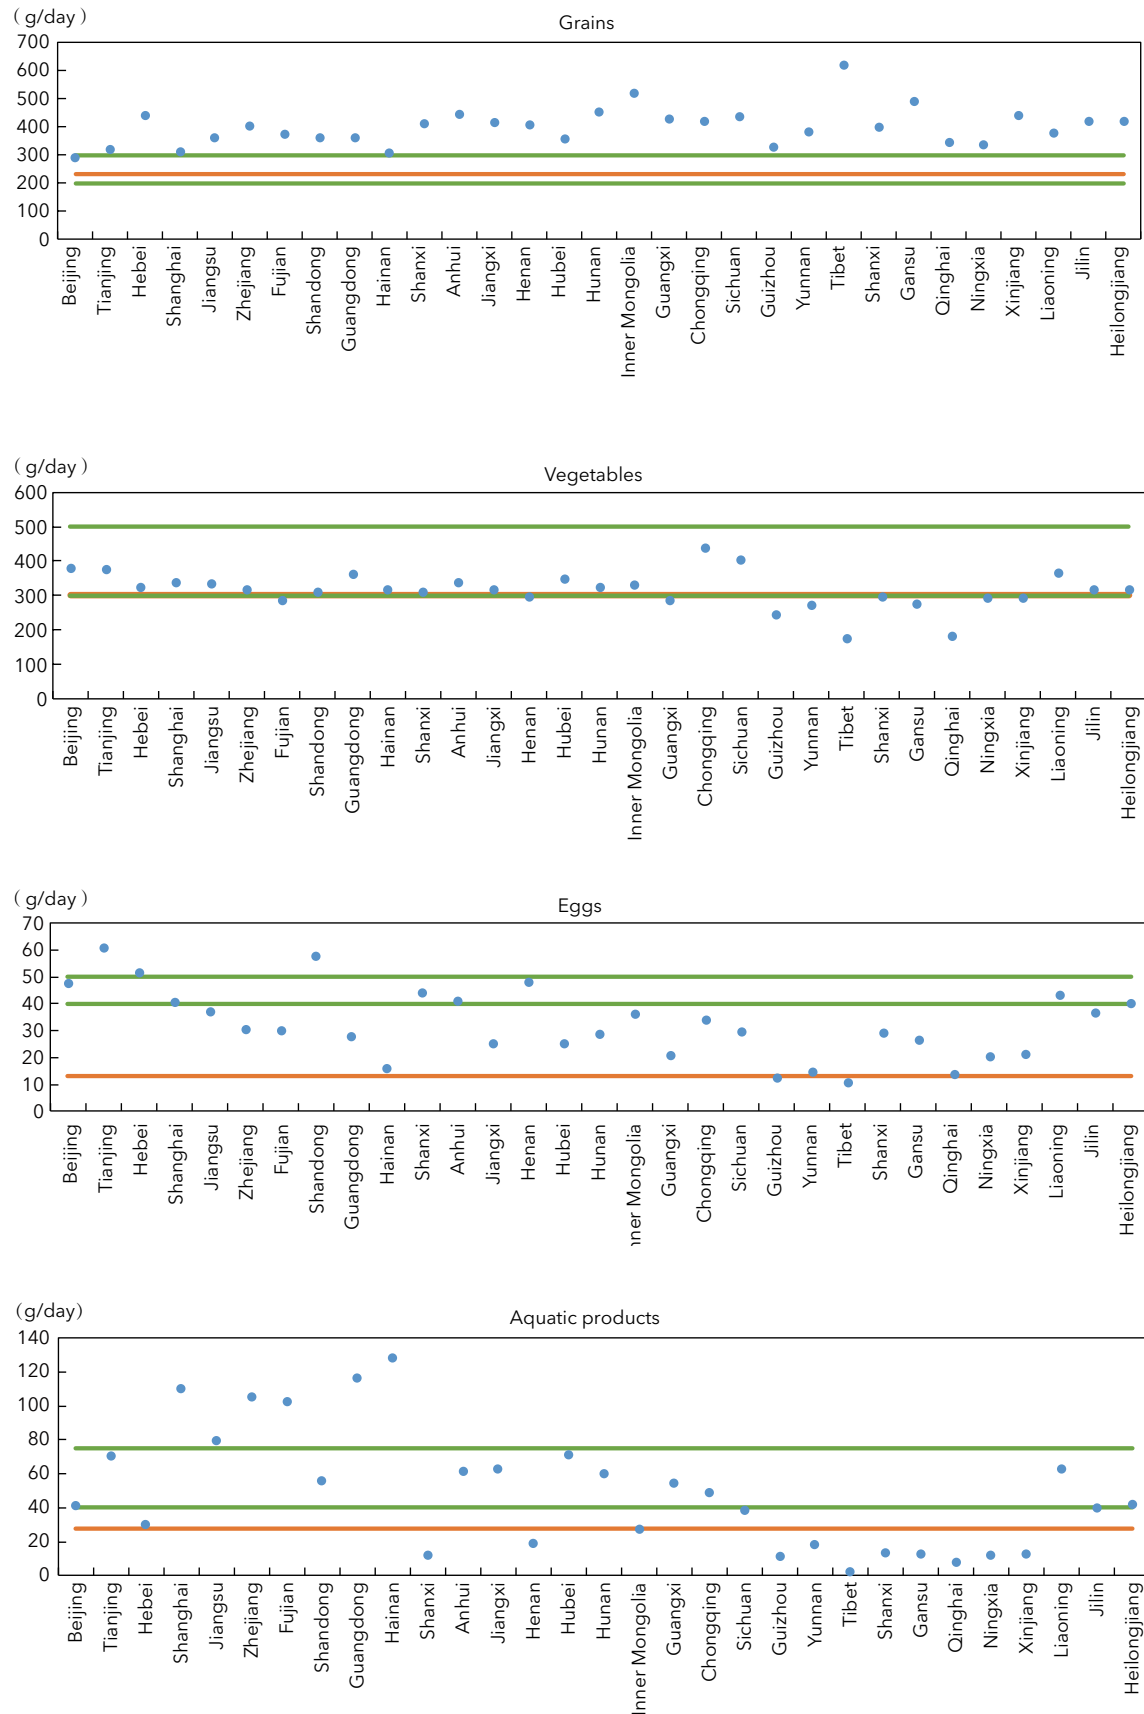 （g/day）
Grains
700
600
500
400
300
200
100
0
Beijing
Tianjing
Hebei
Shanghai
Jiangsu
Zhejiang
Fujian
Shandong
Guangdong
Hainan
Shanxi
Anhui
Jiangxi
Henan
Hubei
Hunan
Inner Mongolia
Guangxi
Chongqing
Sichuan
Guizhou
Yunnan
Tibet
Shanxi
Gansu
Qinghai
Ningxia
Xinjiang
Liaoning
Jilin
Heilongjiang
（g/day）
Vegetables
600
500
400
300
200
100
0
Beijing
Tianjing
Hebei
Shanghai
Jiangsu
Zhejiang
Fujian
Shandong
Guangdong
Hainan
Shanxi
Anhui
Jiangxi
Henan
Hubei
Hunan
Inner Mongolia
Guangxi
Chongqing
Sichuan
Guizhou
Yunnan
Tibet
Shanxi
Gansu
Qinghai
Ningxia
Xinjiang
Liaoning
Jilin
Heilongjiang
（g/day）
Eggs
70
60
50
40
30
20
10
0
Beijing
Tianjing
Hebei
Shanghai
Jiangsu
Zhejiang
Fujian
Shandong
Guangdong
Hainan
Shanxi
Anhui
Jiangxi
Henan
Hubei
Hunan
nner Mongolia
Guangxi
Chongqing
Sichuan
Guizhou
Yunnan
Tibet
Shanxi
Gansu
Qinghai
Ningxia
Xinjiang
Liaoning
Jilin
Heilongjiang
（g/day）
Aquatic products
140
120
100
80
60
40
20
0
Beijing
Tianjing
Hebei
Shanghai
Jiangsu
Zhejiang
Fujian
Shandong
Guangdong
Hainan
Shanxi
Anhui
Jiangxi
Henan
Hubei
Hunan
Inner Mongolia
Guangxi
Chongqing
Sichuan
Guizhou
Yunnan
Tibet
Shanxi
Gansu
Qinghai
Ningxia
Xinjiang
Liaoning
Jilin
Heilongjiang